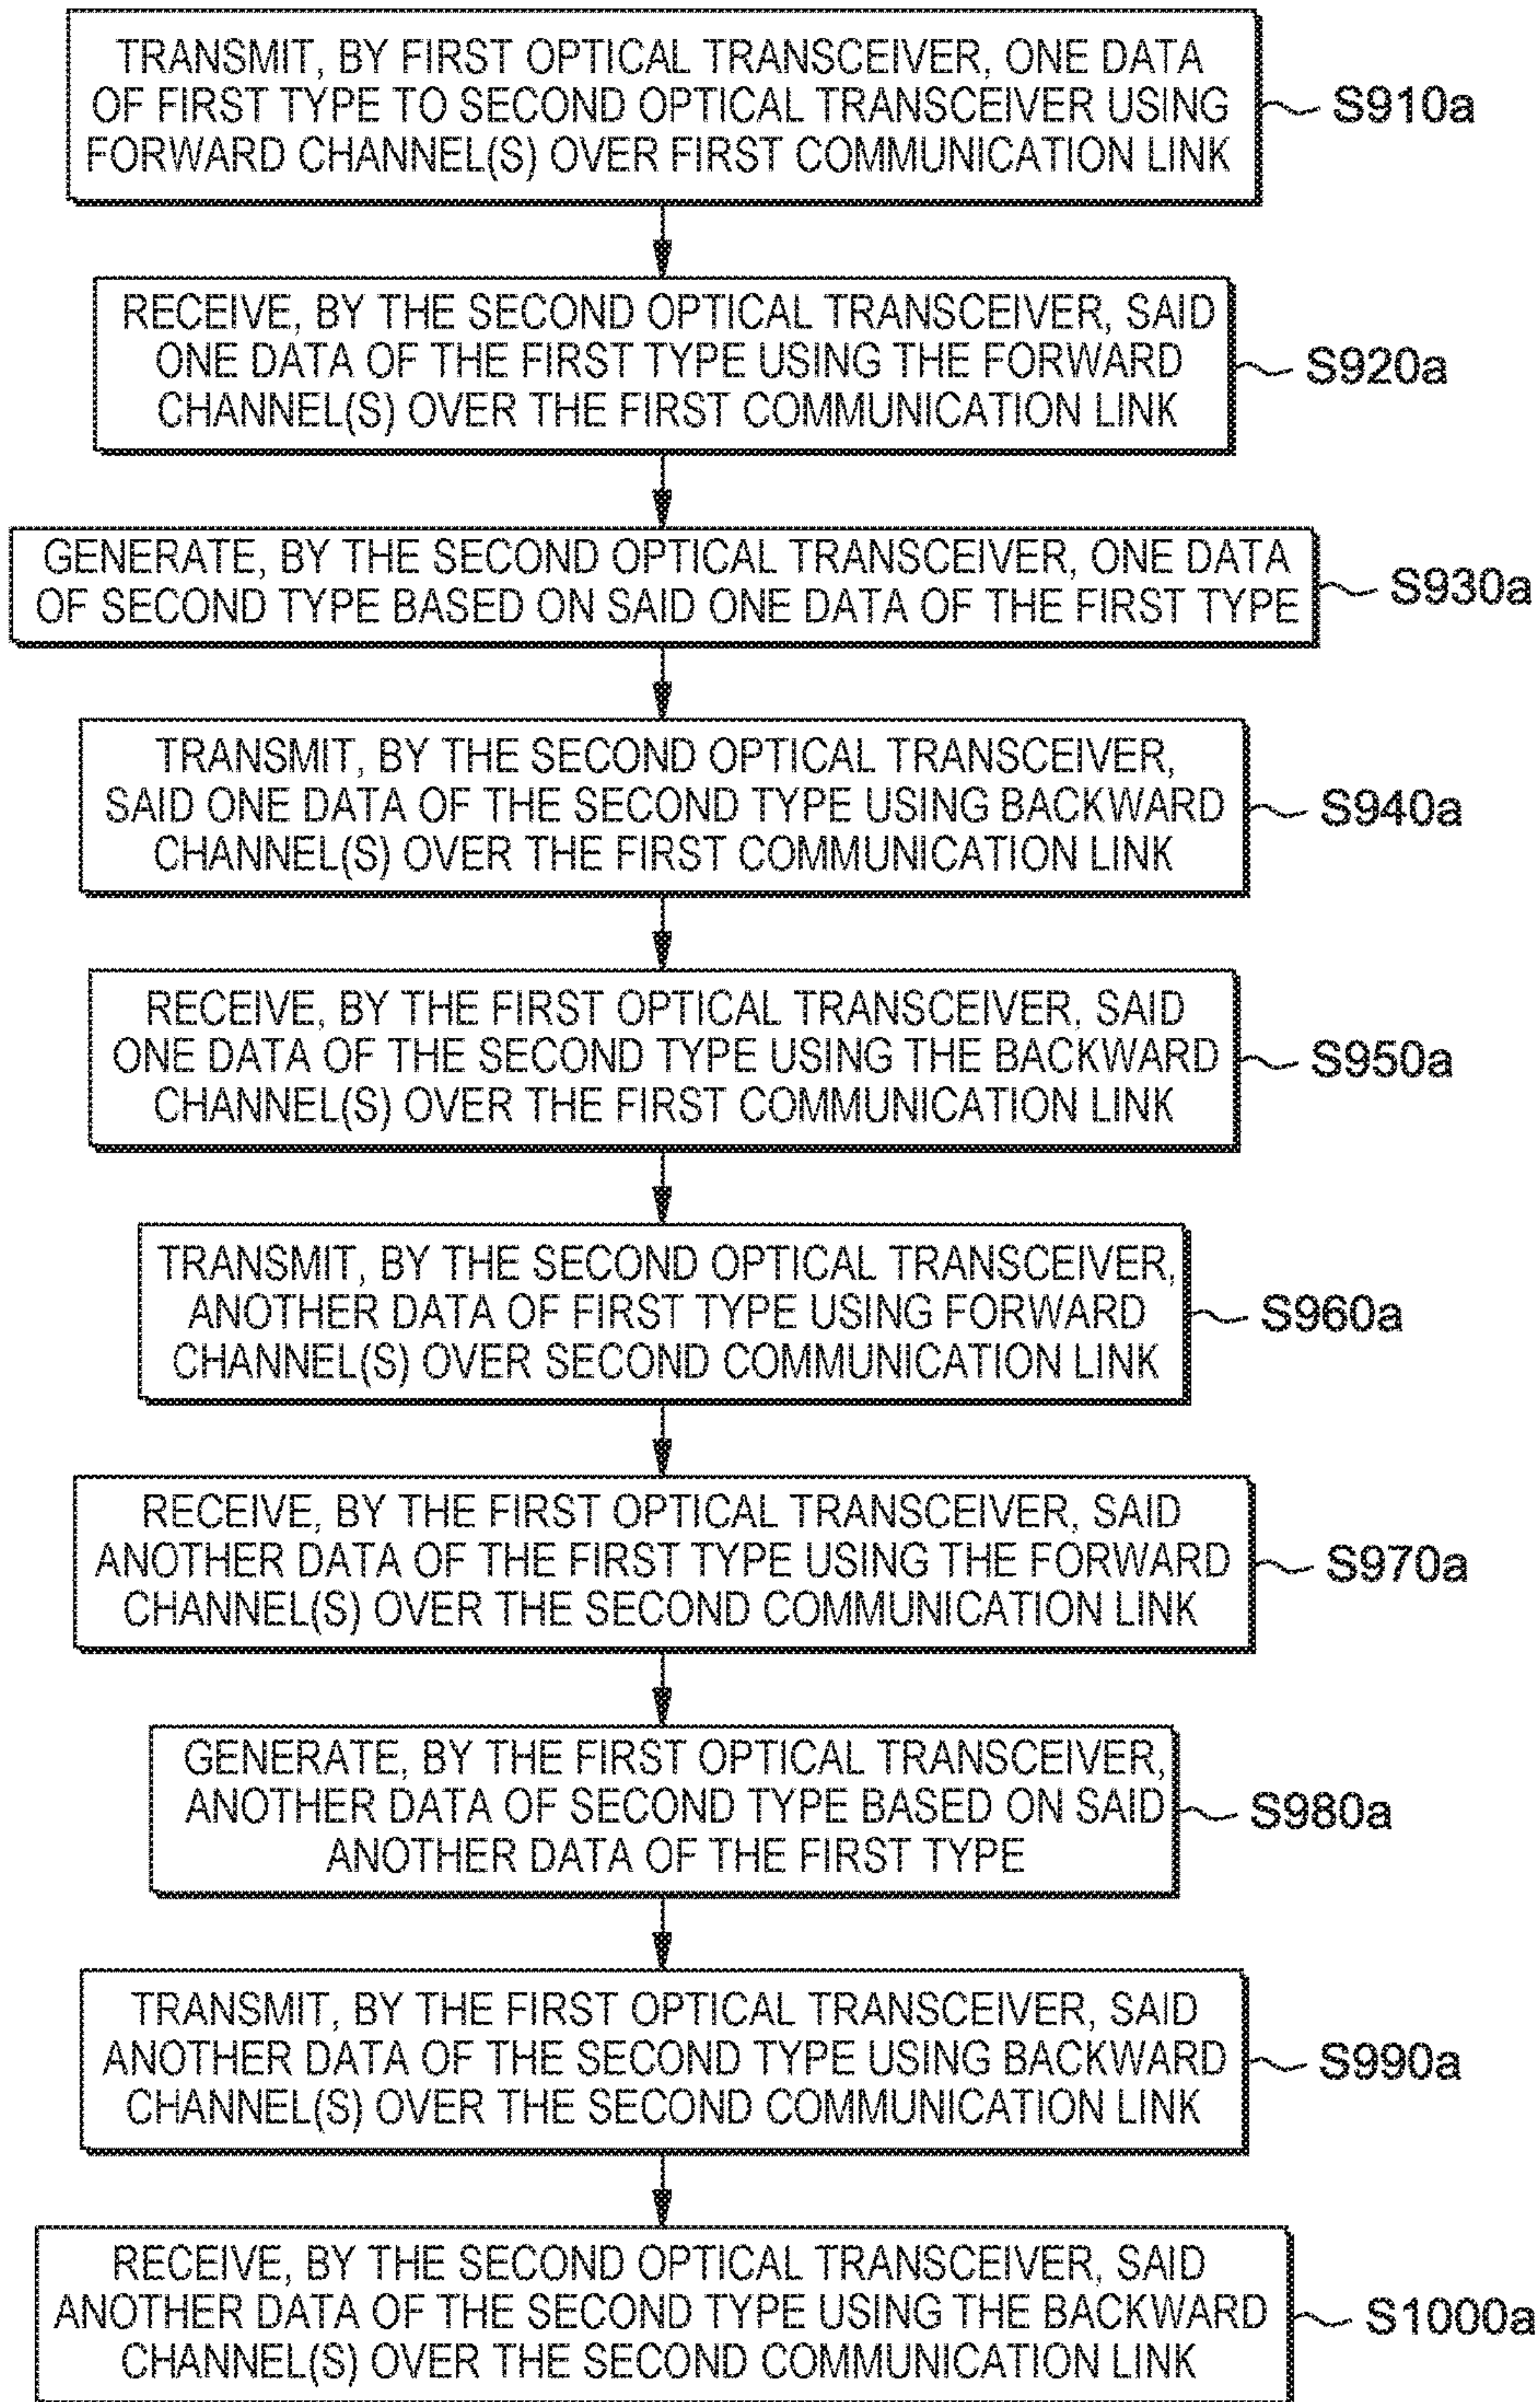 TRANSMIT, BY FIRST OPTICAL TRANSCEIVER, ONE DATA
OF FIRST TYPE TO SECOND OPTICAL TRANSCEIVER USING
FORWARD CHANNEL(S) OVER FIRST COMMUNICATION LINK
S910a
RECEIVE, BY THE SECOND OPTICAL TRANSCEIVER, SAID
ONE DATA OF THE FIRST TYPE USING THE FORWARD
CHANNEL(S) OVER THE FIRST COMMUNICATION LINK
S920a
GENERATE, BY THE SECOND OPTICAL TRANSCEIVER, ONE DATA
OF SECOND TYPE BASED ON SAID ONE DATA OF THE FIRST TYPE
S930a
TRANSMIT, BY THE SECOND OPTICAL TRANSCEIVER,
SAID ONE DATA OF THE SECOND TYPE USING BACKWARD
CHANNEL(S) OVER THE FIRST COMMUNICATION LINK
S940a
RECEIVE, BY THE FIRST OPTICAL TRANSCEIVER, SAID
ONE DATA OF THE SECOND TYPE USING THE BACKWARD
CHANNEL(S) OVER THE FIRST COMMUNICATION LINK
S950a
TRANSMIT, BY THE SECOND OPTICAL TRANSCEIVER,
ANOTHER DATA OF FIRST TYPE USING FORWARD
CHANNEL(S) OVER SECOND COMMUNICATION LINK
S960a
RECEIVE, BY THE FIRST OPTICAL TRANSCEIVER, SAID
ANOTHER DATA OF THE FIRST TYPE USING THE FORWARD
CHANNEL(S) OVER THE SECOND COMMUNICATION LINK
S970a
GENERATE, BY THE FIRST OPTICAL TRANSCEIVER,
ANOTHER DATA OF SECOND TYPE BASED ON SAID
ANOTHER DATA OF THE FIRST TYPE
S980a
TRANSMIT, BY THE FIRST OPTICAL TRANSCEIVER, SAID
ANOTHER DATA OF THE SECOND TYPE USING BACKWARD
CHANNEL(S) OVER THE SECOND COMMUNICATION LINK
S990a
RECEIVE, BY THE SECOND OPTICAL TRANSCEIVER, SAID
ANOTHER DATA OF THE SECOND TYPE USING THE BACKWARD
CHANNEL(S) OVER THE SECOND COMMUNICATION LINK
S1000a